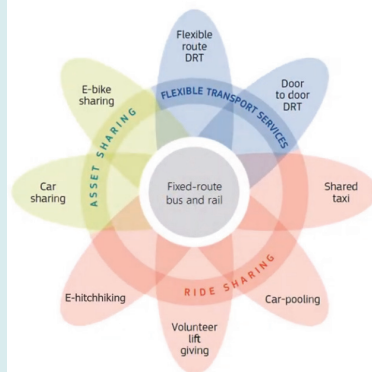 Flexible
route
DRT
Door
to door
DRT
E-bike
sharing
FLEXIBLE TRANSPORT SERVICES
ASSET SHARING
Car
sharing
Fixed-route
bus and rail
Shared
taxi
E-hitchhiking
RIDE SHARING
Car-pooling
Volunteer
lift
giving